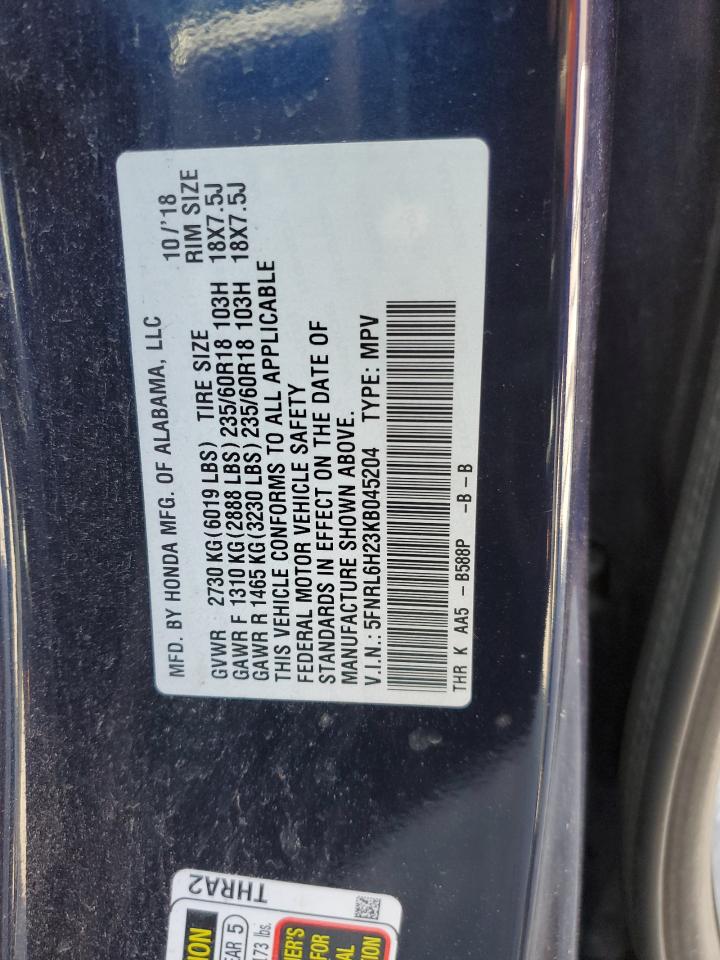 MFD. BY HONDA MFG. OF ALABAMA, LLC 10/'18
GVWR 2730 KG(6019 LBS) TIRE SIZE RIM SIZE
GAWR F 1310 KG(2888 LBS)235/60R18 103H 18X7.5J
GAWR R 1465 KG(3230 LBS)235/60R18 103H 18X7.5J
THIS VEHICLE CONFORMS TO ALL APPLICABLE
FEDERAL MOTOR VEHICLE SAFETY
STANDARDS IN EFFECT ON THE DATE OF
MANUFACTURE SHOWN ABOVE.
V.I.N.: 5FNRL6H23KB045204 TYPE: MPV
THR K AA5 - B588P -B-B
THRA2
5
lbs.
FOR